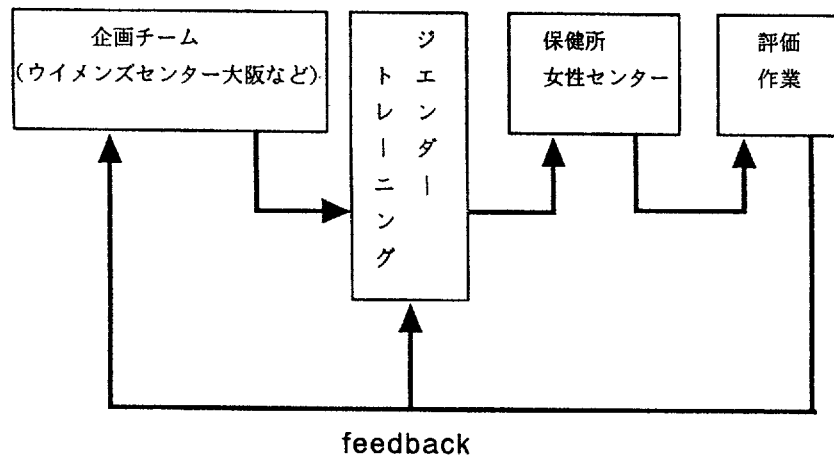 企画チーム
(ウイメンズセンター大阪など)
ジエンダー
トレーニング
保健所
女性センター
評価
作業
feedback